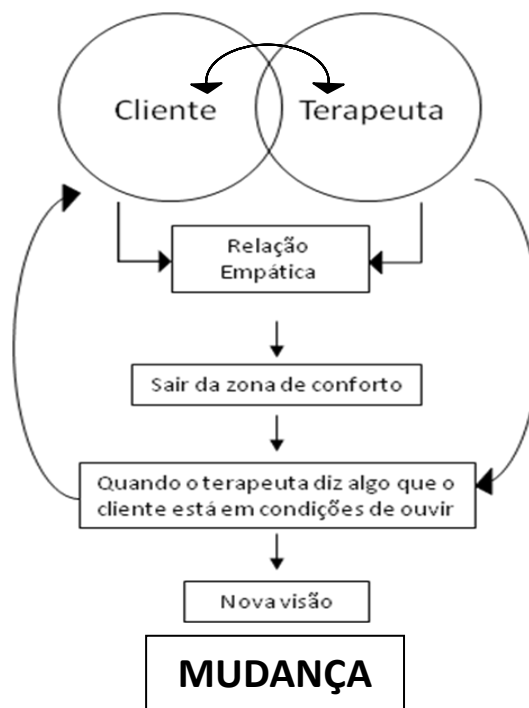 Cliente
Terapeuta
Relação
Empática
Sair da zona de conforto
Quando o terapeuta diz algo que o
cliente está em condições de ouvir
Nova visão
MUDANÇA